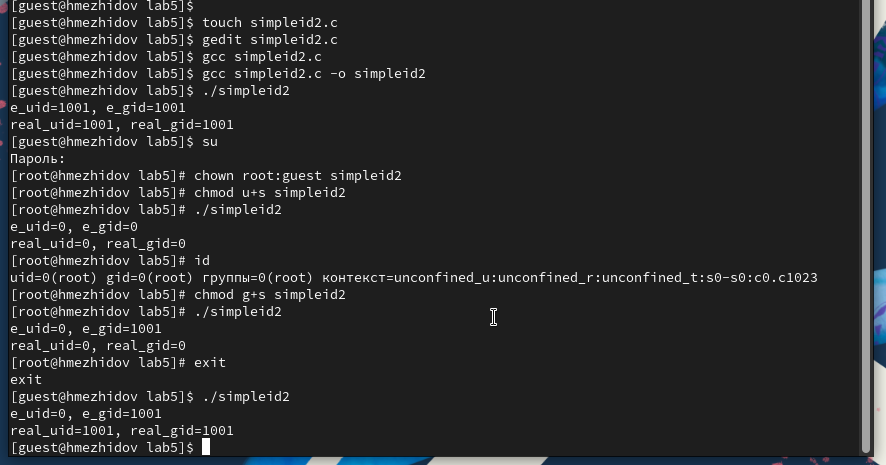 [guest@hmezhidov lab5]$
[guest@hmezhidov lab5]$ touch simpleid2.c
[guest@hmezhidov lab5]$ gedit simpleid2.c
[guest@hmezhidov lab5]$ gcc simpleid2.c
[guest@hmezhidov lab5]$ gcc simpleid2.c -o simpleid2
[guest@hmezhidov lab5]$ ./simpleid2
e_uid=1001, e_gid=1001
real_uid=1001, real_gid=1001
[guest@hmezhidov lab5]$ su
Пароль:
[root@hmezhidov lab5]# chown root:guest simpleid2
[root@hmezhidov lab5]# chmod u+s simpleid2
[root@hmezhidov lab5]# ./simpleid2
e_uid=0, e_gid=0
real_uid=0, real_gid=0
[root@hmezhidov lab5]# id
uid=0(root) gid=0(root) группы=0(root) контекст=unconfined_u:unconfined_r:unconfined_t:s0-s0:c0.c1023
[root@hmezhidov lab5]# chmod g+s simpleid2
[root@hmezhidov lab5]# ./simpleid2
e_uid=0, e_gid=1001
real_uid=0, real_gid=0
[root@hmezhidov lab5]# exit
exit
[guest@hmezhidov lab5]$ ./simpleid2
e_uid=0, e_gid=1001
real_uid=1001, real_gid=1001
[guest@hmezhidov lab5]$